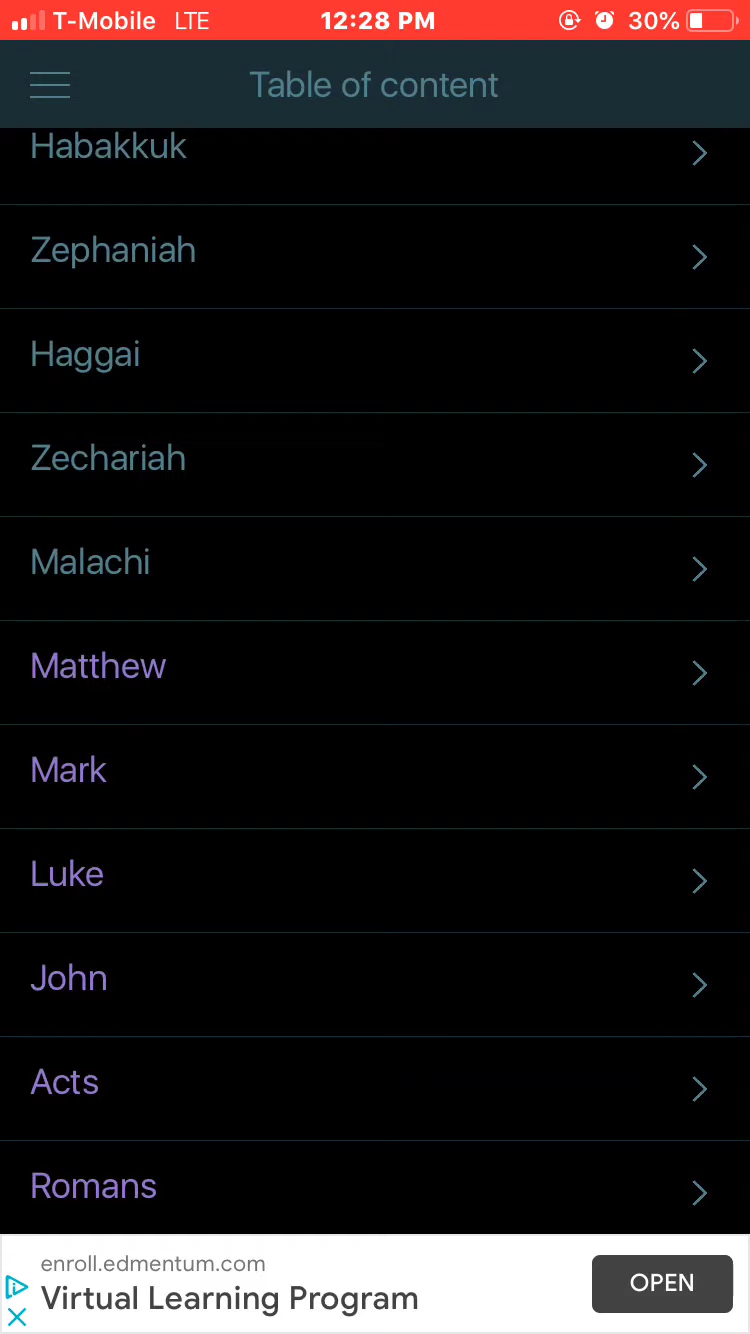 T-Mobile LTE 12:28 PM 30%
Table of content
Habakkuk
Zephaniah
Haggai
Zechariah
Malachi
Matthew
Mark
Luke
John
Acts
Romans
enroll.edmentum.com
Virtual Learning Program
OPEN